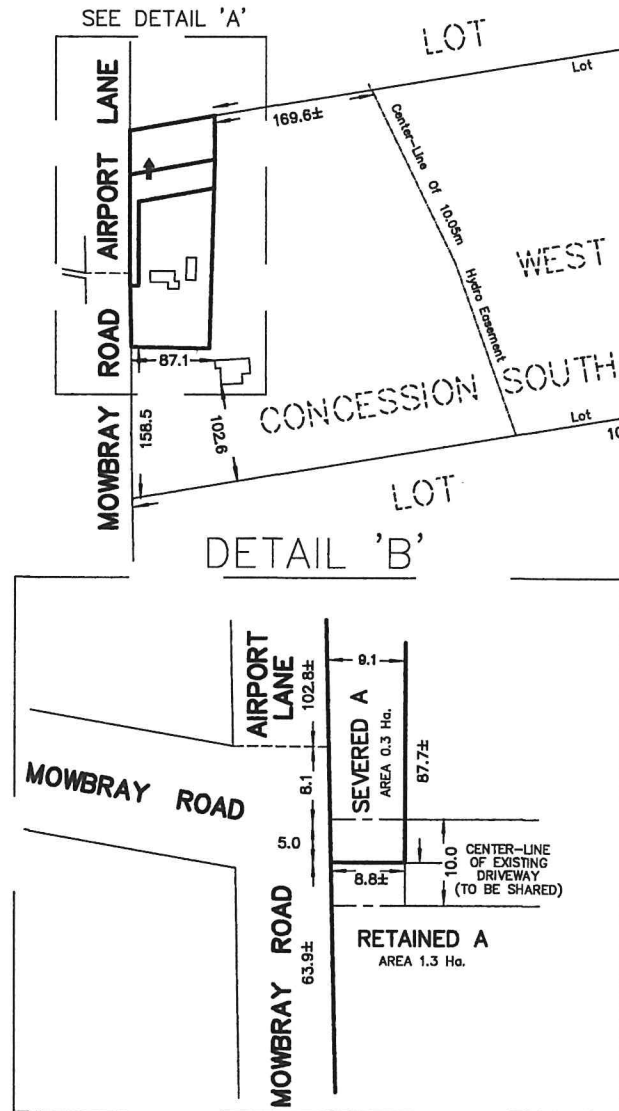 SEE DETAIL 'A'
LOT
Lot
AIRPORT LANE
169.6±
Center-Line Of 10.05m Hydro Easement
WEST
MOWBRAY ROAD
87.1
158.5
102.6
CONCESSION SOUTH
Lot
10
LOT
DETAIL 'B'
AIRPORT
LANE
102.8±
9.1
SEVERED A
AREA 0.3 Ha.
87.7±
MOWBRAY ROAD
8.1
5.0
10.0
CENTER-LINE
OF EXISTING
DRIVEWAY
(TO BE SHARED)
8.8±
MOWBRAY ROAD
63.9±
RETAINED A
AREA 1.3 Ha.